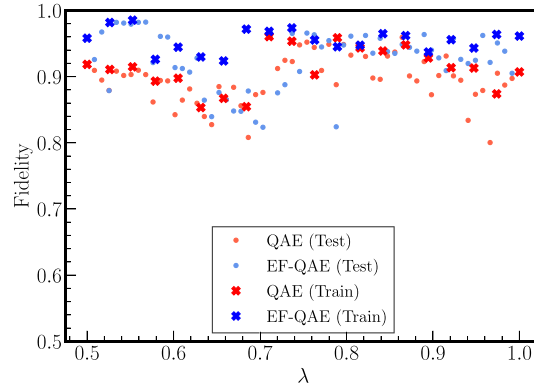 1.0
0.9
0.8
0.7
0.6
0.5
Fidelity
QAE (Test)
EF-QAE (Test)
QAE (Train)
EF-QAE (Train)
0.5 0.6 0.7 0.8 0.9 1.0
λ